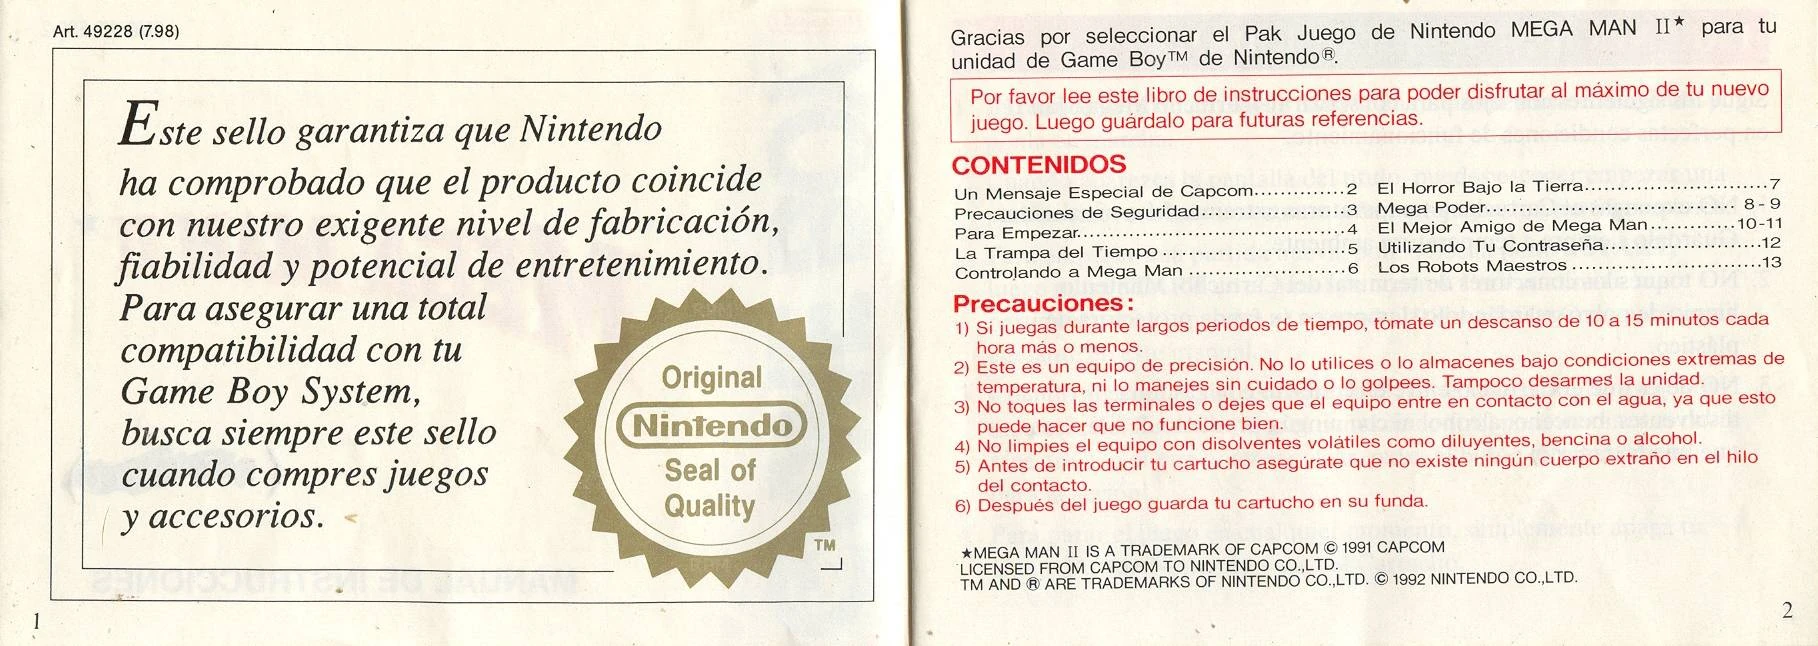 Art. 49228 (7.98)
Este sello garantiza que Nintendo
ha comprobado que el producto coincide
con nuestro exigente nivel de fabricación,
fiabilidad y potencial de entretenimiento.
Para asegurar una total
compatibilidad con tu
Game Boy System,
busca siempre este sello
cuando compres juegos
y accesorios.
Original
Nintendo
Seal of
Quality
TM
1
Gracias por seleccionar el Pak Juego de Nintendo MEGA MAN II★ para tu
unidad de Game Boy™ de Nintendo®.
Por favor lee este libro de instrucciones para poder disfrutar al máximo de tu nuevo
juego. Luego guárdalo para futuras referencias.
CONTENIDOS
Un Mensaje Especial de Capcom...........2
Precauciones de Seguridad.................3
Para Empezar................................4
La Trampa del Tiempo......................5
Controlando a Mega Man...................6
El Horror Bajo la Tierra..........................7
Mega Poder.....................................8-9
El Mejor Amigo de Mega Man............10-11
Utilizando Tu Contraseña......................12
Los Robots Maestros...........................13
Precauciones:
1) Si juegas durante largos periodos de tiempo, tómate un descanso de 10 a 15 minutos cada
hora más o menos.
2) Este es un equipo de precisión. No lo utilices o lo almacenes bajo condiciones extremas de
temperatura, ni lo manejes sin cuidado o lo golpees. Tampoco desarmes la unidad.
3) No toques las terminales o dejes que el equipo entre en contacto con el agua, ya que esto
puede hacer que no funcione bien.
4) No limpies el equipo con disolventes volátiles como diluyentes, bencina o alcohol.
5) Antes de introducir tu cartucho asegúrate que no existe ningún cuerpo extraño en el hilo
del contacto.
6) Después del juego guarda tu cartucho en su funda.
★MEGA MAN II IS A TRADEMARK OF CAPCOM © 1991 CAPCOM
LICENSED FROM CAPCOM TO NINTENDO CO.,LTD.
TM AND ® ARE TRADEMARKS OF NINTENDO CO.,LTD. © 1992 NINTENDO CO.,LTD.
2